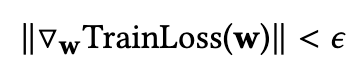 ‖∇𝐰TrainLoss(𝐰)‖ < ϵ